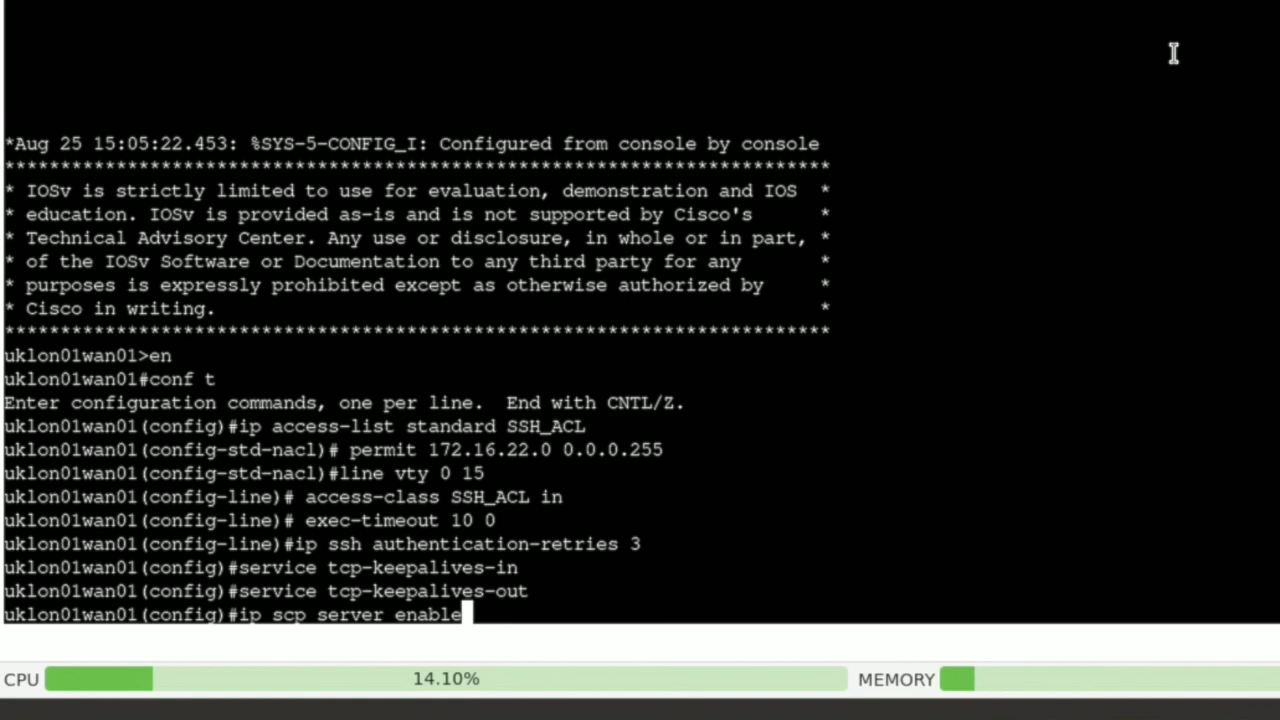 *Aug 25 15:05:22.453: %SYS-5-CONFIG_I: Configured from console by console
**************************************************************************
* IOSv is strictly limited to use for evaluation, demonstration and IOS  *
* education. IOSv is provided as-is and is not supported by Cisco's      *
* Technical Advisory Center. Any use or disclosure, in whole or in part, *
* of the IOSv Software or Documentation to any third party for any       *
* purposes is expressly prohibited except as otherwise authorized by     *
* Cisco in writing.                                                      *
**************************************************************************
uklon01wan01>en
uklon01wan01#conf t
Enter configuration commands, one per line.  End with CNTL/Z.
uklon01wan01(config)#ip access-list standard SSH_ACL
uklon01wan01(config-std-nacl)# permit 172.16.22.0 0.0.0.255
uklon01wan01(config-std-nacl)#line vty 0 15
uklon01wan01(config-line)# access-class SSH_ACL in
uklon01wan01(config-line)# exec-timeout 10 0
uklon01wan01(config-line)#ip ssh authentication-retries 3
uklon01wan01(config)#service tcp-keepalives-in
uklon01wan01(config)#service tcp-keepalives-out
uklon01wan01(config)#ip scp server enable
CPU 14.10% MEMORY